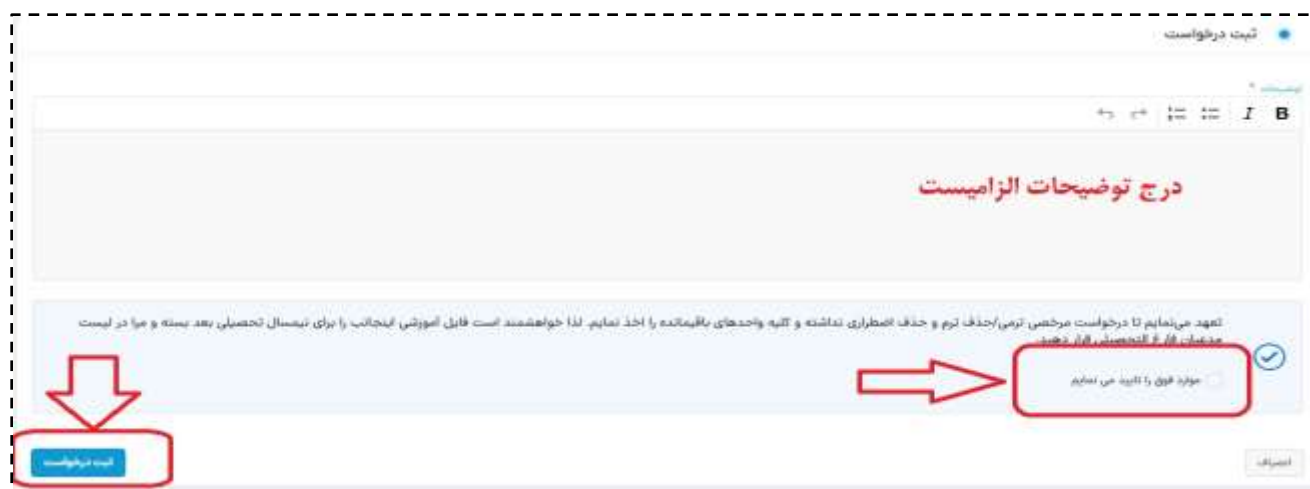 ثبت درخواست
توضیحات *
B I
درج توضیحات الزامیست
تعهد می‌نمایم تا درخواست مرخصی ترمی/حذف ترم و حذف اضطراری نداشته و کلیه واحدهای باقیمانده را اخذ نمایم. لذا خواهشمند است فایل آموزشی اینجانب را برای نیمسال تحصیلی بعد بسته و مرا در لیست
مدعیان فارغ التحصیلی قرار دهید.
موارد فوق را تایید می نمایم
انصراف
ثبت درخواست